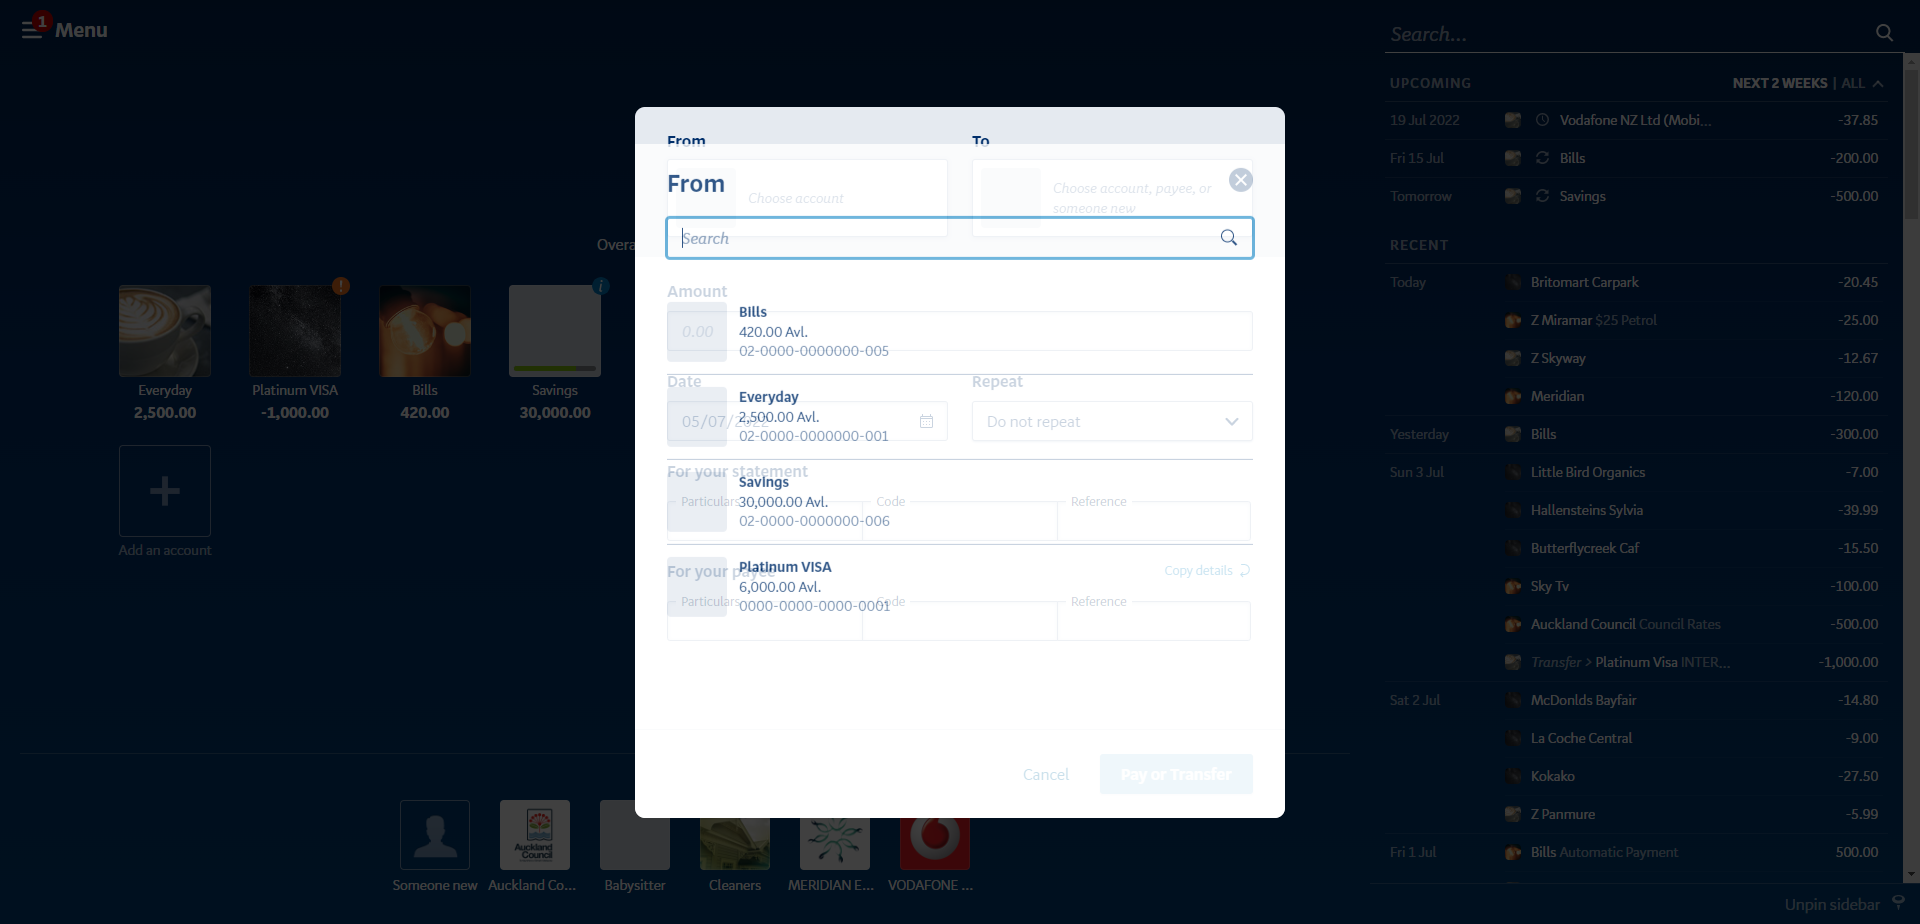 1
Menu
Overa
Everyday
2,500.00
!
Platinum VISA
-1,000.00
Bills
420.00
i
Savings
30,000.00
Add an account
From
To
Choose account
Choose account, payee, or
someone new
From
Search
Amount
0.00
Bills
420.00 Avl.
02-0000-0000000-005
Date
Repeat
05/07/2022
Do not repeat
Everyday
2,500.00 Avl.
02-0000-0000000-001
For your statement
Particulars
Code
Reference
Savings
30,000.00 Avl.
02-0000-0000000-006
For your payee
Copy details
Particulars
Code
Reference
Platinum VISA
6,000.00 Avl.
0000-0000-0000-0001
Cancel
Pay or Transfer
Someone new
Auckland Council
Auckland Co...
Babysitter
Cleaners
MERIDIAN E...
VODAFONE ...
Search...
UPCOMING NEXT 2 WEEKS | ALL
19 Jul 2022 Vodafone NZ Ltd (Mobi... -37.85
Fri 15 Jul Bills -200.00
Tomorrow Savings -500.00
RECENT
Today Britomart Carpark -20.45
Z Miramar $25 Petrol -25.00
Z Skyway -12.67
Meridian -120.00
Yesterday Bills -300.00
Sun 3 Jul Little Bird Organics -7.00
Hallensteins Sylvia -39.99
Butterflycreek Caf -15.50
Sky Tv -100.00
Auckland Council Council Rates -500.00
Transfer > Platinum Visa INTER... -1,000.00
Sat 2 Jul McDonlds Bayfair -14.80
La Coche Central -9.00
Kokako -27.50
Z Panmure -5.99
Fri 1 Jul Bills Automatic Payment 500.00
Unpin sidebar